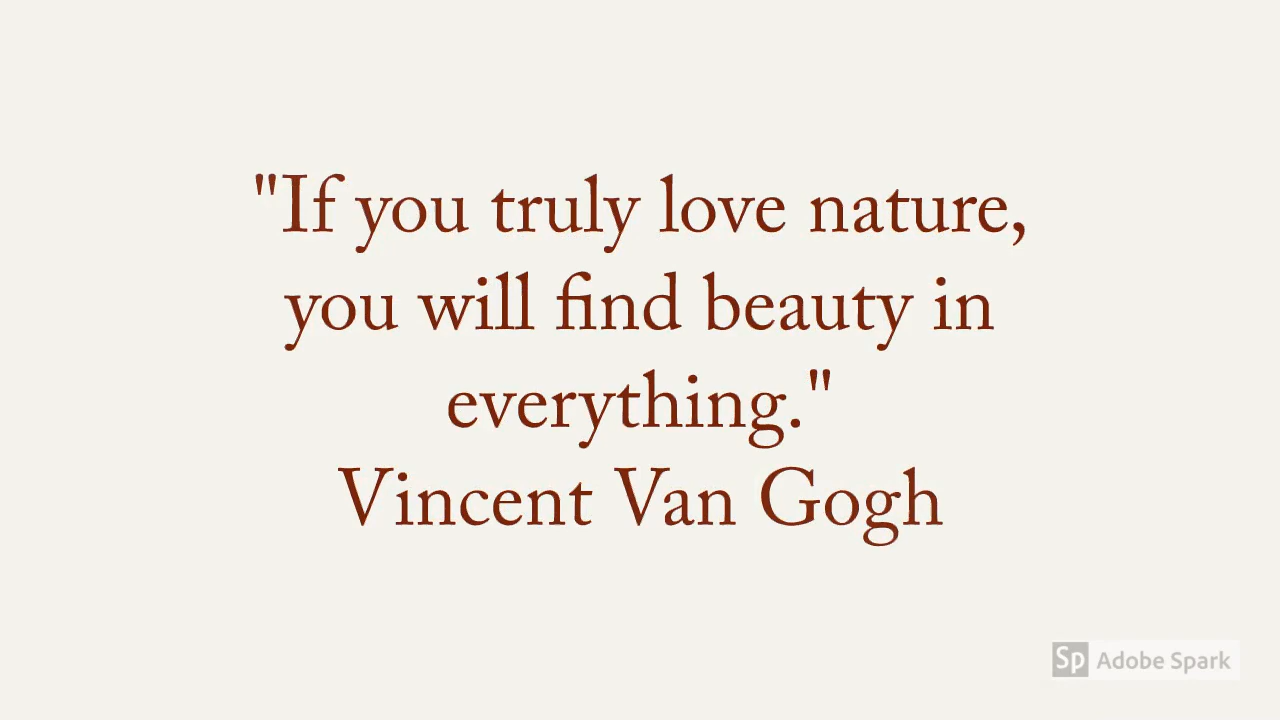 "If you truly love nature,
you will find beauty in
everything."
Vincent Van Gogh
Sp Adobe Spark